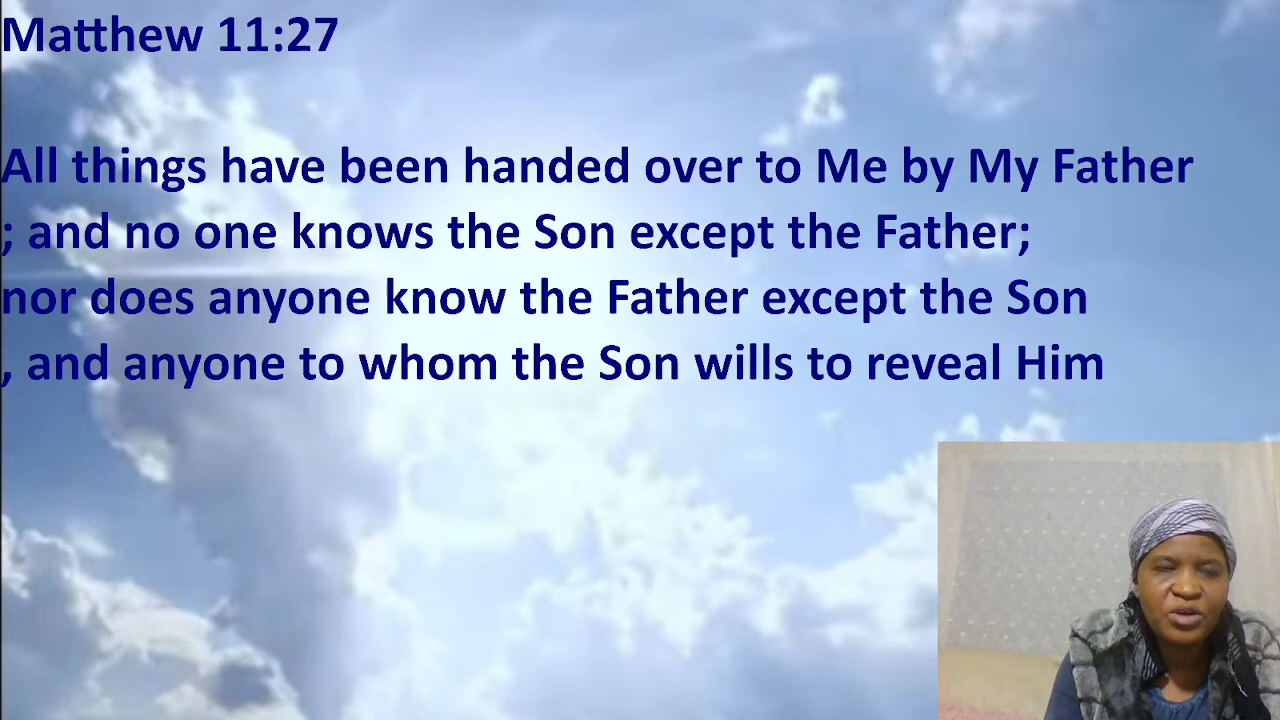 Matthew 11:27
All things have been handed over to Me by My Father
; and no one knows the Son except the Father;
nor does anyone know the Father except the Son
, and anyone to whom the Son wills to reveal Him